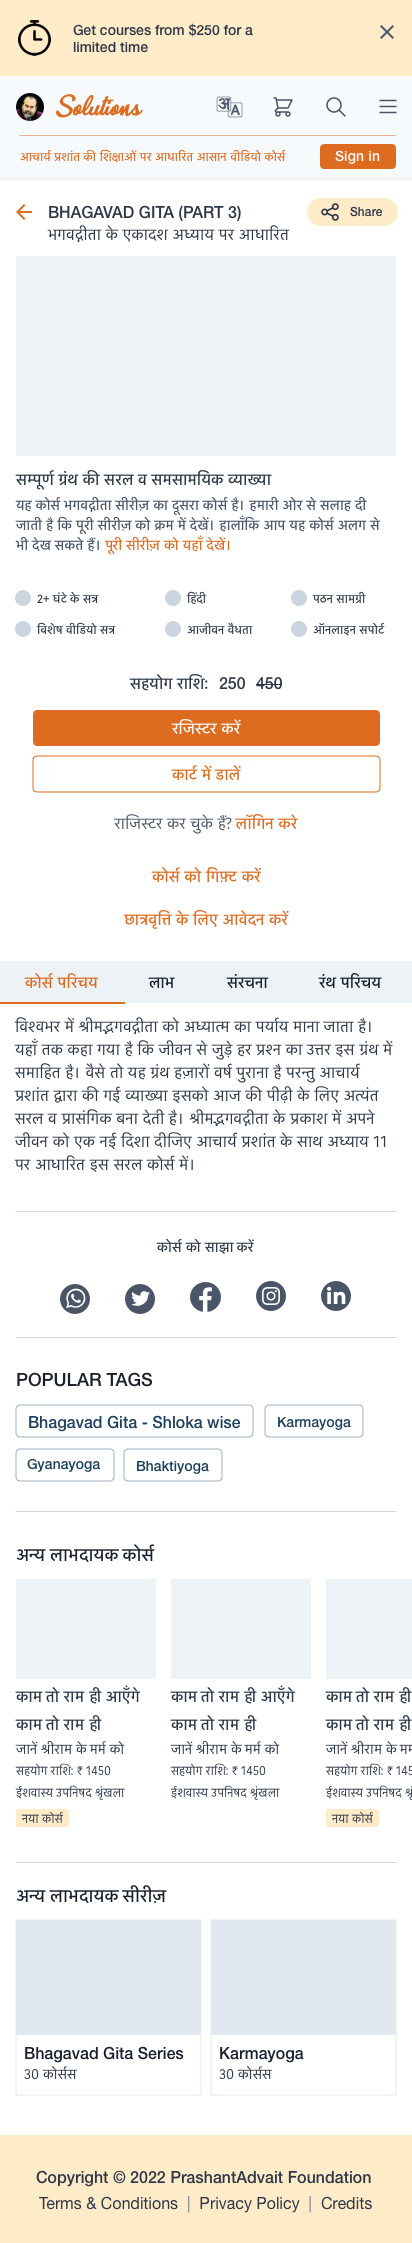 Get courses from $250 for a
limited time
Solutions
अ A
आचार्य प्रशांत की शिक्षाओं पर आधारित आसान वीडियो कोर्स
Sign in
BHAGAVAD GITA (PART 3)
Share
भगवद्गीता के एकादश अध्याय पर आधारित
सम्पूर्ण ग्रंथ की सरल व समसामयिक व्याख्या
यह कोर्स भगवद्गीता सीरीज़ का दूसरा कोर्स है। हमारी ओर से सलाह दी
जाती है कि पूरी सीरीज़ को क्रम में देखें। हालाँकि आप यह कोर्स अलग से
भी देख सकते हैं। पूरी सीरीज़ को यहाँ देखें।
2+ घंटे के सत्र हिंदी पठन सामग्री
विशेष वीडियो सत्र आजीवन वैधता ऑनलाइन सपोर्ट
सहयोग राशि: 250 450
रजिस्टर करें
कार्ट में डालें
राजिस्टर कर चुके हैं? लॉगिन करे
कोर्स को गिफ़्ट करें
छात्रवृत्ति के लिए आवेदन करें
कोर्स परिचय लाभ संरचना रंथ परिचय
विश्वभर में श्रीमद्भगवद्गीता को अध्यात्म का पर्याय माना जाता है।
यहाँ तक कहा गया है कि जीवन से जुड़े हर प्रश्न का उत्तर इस ग्रंथ में
समाहित है। वैसे तो यह ग्रंथ हज़ारों वर्ष पुराना है परन्तु आचार्य
प्रशांत द्वारा की गई व्याख्या इसको आज की पीढ़ी के लिए अत्यंत
सरल व प्रासंगिक बना देती है। श्रीमद्भगवद्गीता के प्रकाश में अपने
जीवन को एक नई दिशा दीजिए आचार्य प्रशांत के साथ अध्याय 11
पर आधारित इस सरल कोर्स में।
कोर्स को साझा करें
POPULAR TAGS
Bhagavad Gita - Shloka wise Karmayoga
Gyanayoga Bhaktiyoga
अन्य लाभदायक कोर्स
काम तो राम ही आएँगे काम तो राम ही आएँगे काम तो राम ही
काम तो राम ही काम तो राम ही काम तो राम ही
जानें श्रीराम के मर्म को जानें श्रीराम के मर्म को जानें श्रीराम के
सहयोग राशि: ₹ 1450 सहयोग राशि: ₹ 1450 सहयोग राशि: ₹ 145
ईशवास्य उपनिषद श्रृंखला ईशवास्य उपनिषद श्रृंखला ईशवास्य उपनिषद
नया कोर्स नया कोर्स
अन्य लाभदायक सीरीज़
Bhagavad Gita Series Karmayoga
30 कोर्सस 30 कोर्सस
Copyright © 2022 PrashantAdvait Foundation
Terms & Conditions | Privacy Policy | Credits